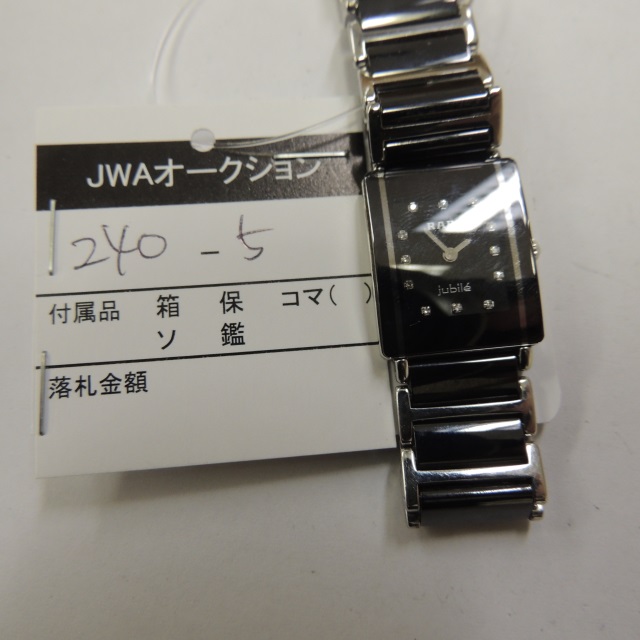 JWAオークション
240-5
付属品 箱 保 コマ( )
ソ 鑑
落札金額
jubilé